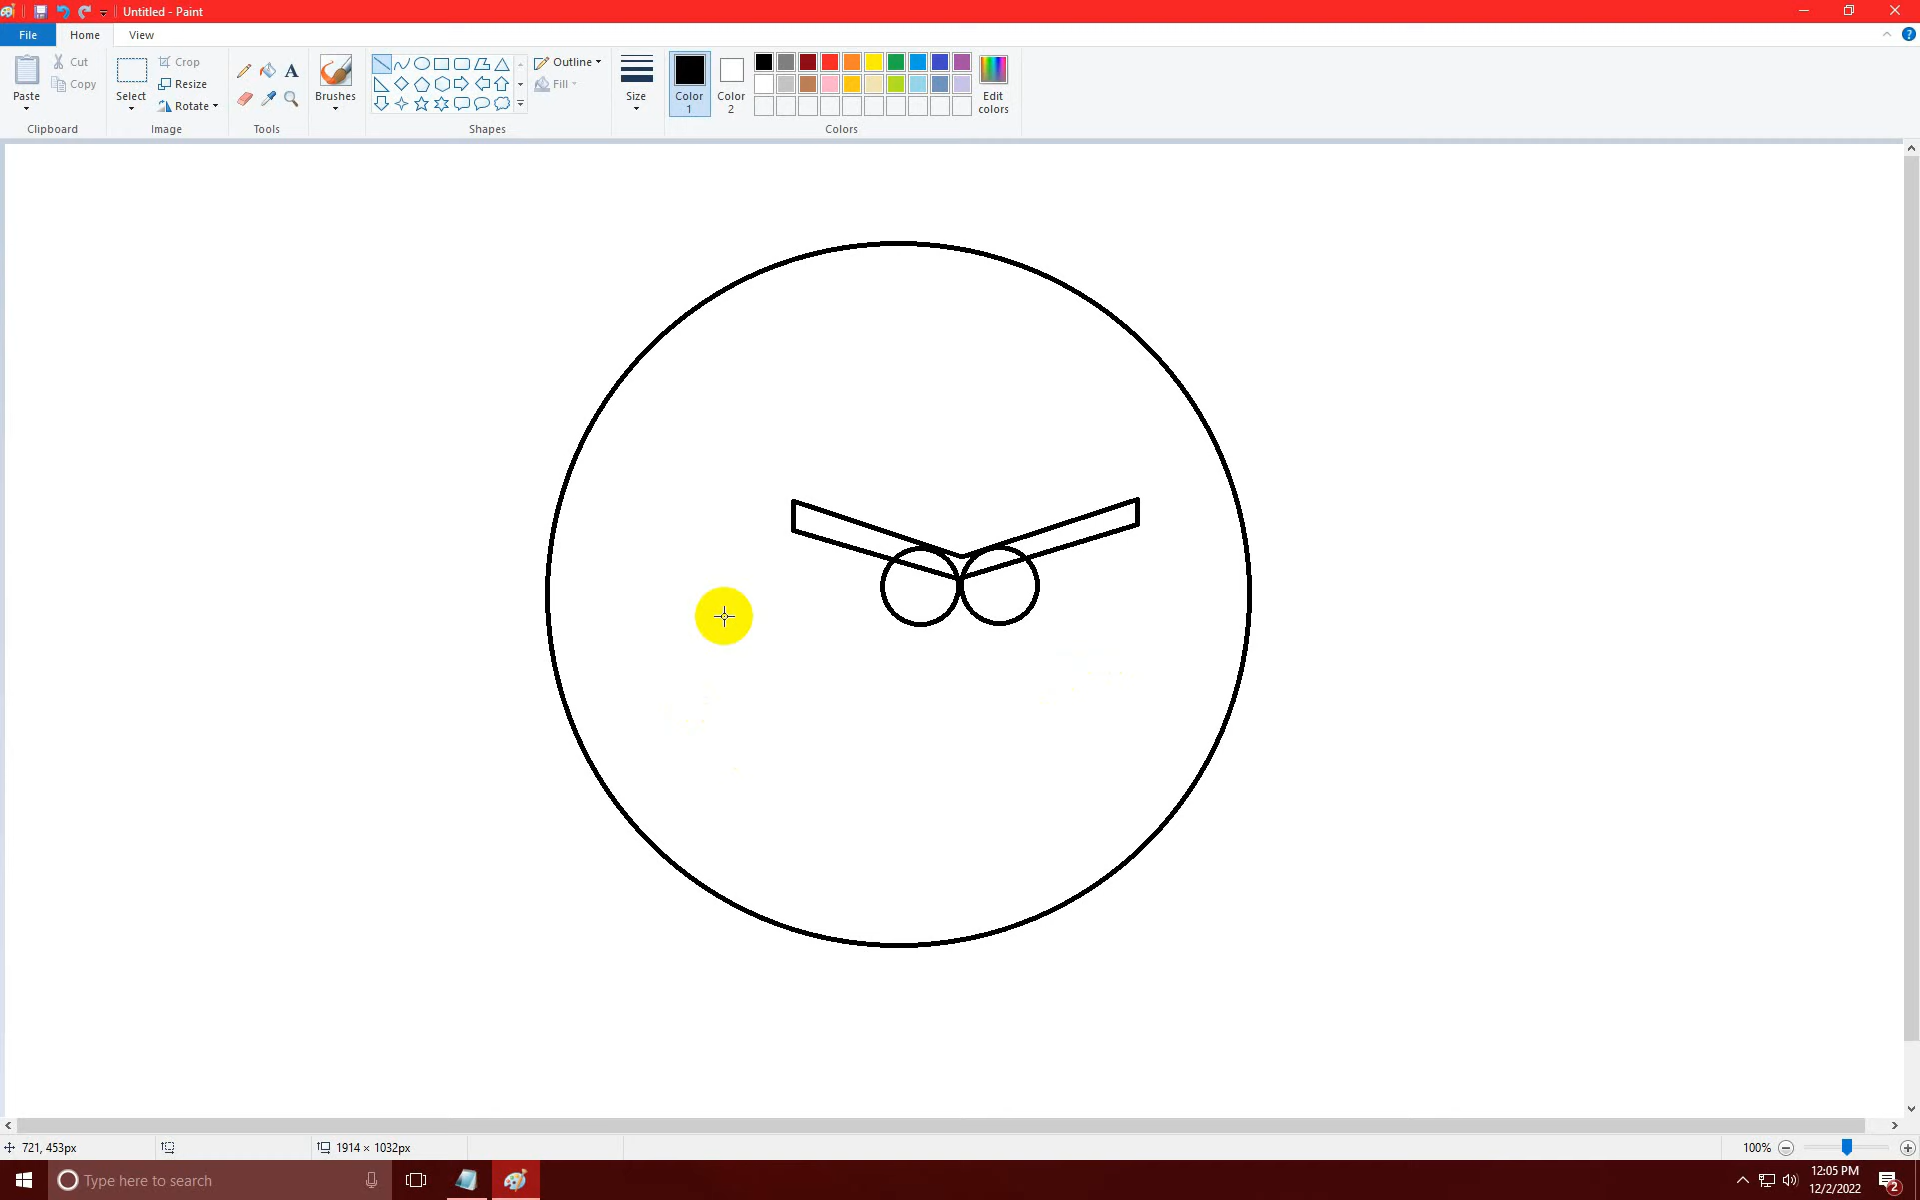 Untitled - Paint
File Home View
Paste
Cut
Copy
Clipboard
Select
Crop
Resize
Rotate
Image
A
Tools
Brushes
Shapes
Outline
Fill
Size
Color 1
Color 2
Edit colors
Colors
721, 453px
1914 × 1032px
100%
Type here to search
12:05 PM
12/2/2022
2